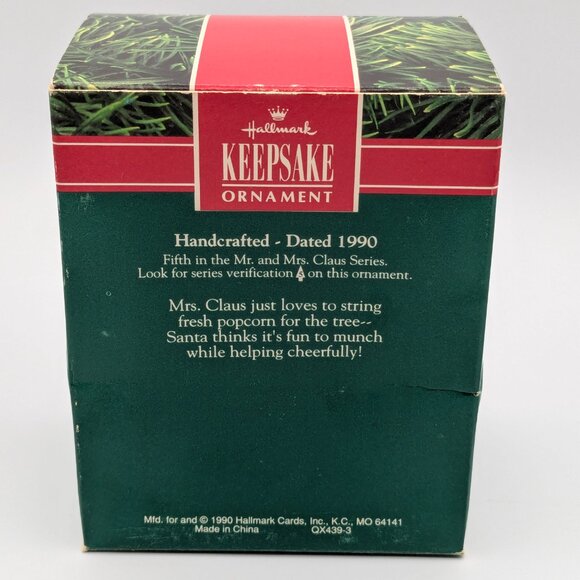 Hallmark
KEEPSAKE
ORNAMENT
Handcrafted - Dated 1990
Fifth in the Mr. and Mrs. Claus Series.
Look for series verification 5 on this ornament.
Mrs. Claus just loves to string
fresh popcorn for the tree--
Santa thinks it's fun to munch
while helping cheerfully!
Mfd. for and © 1990 Hallmark Cards, Inc., K.C., MO 64141
Made in China QX439-3